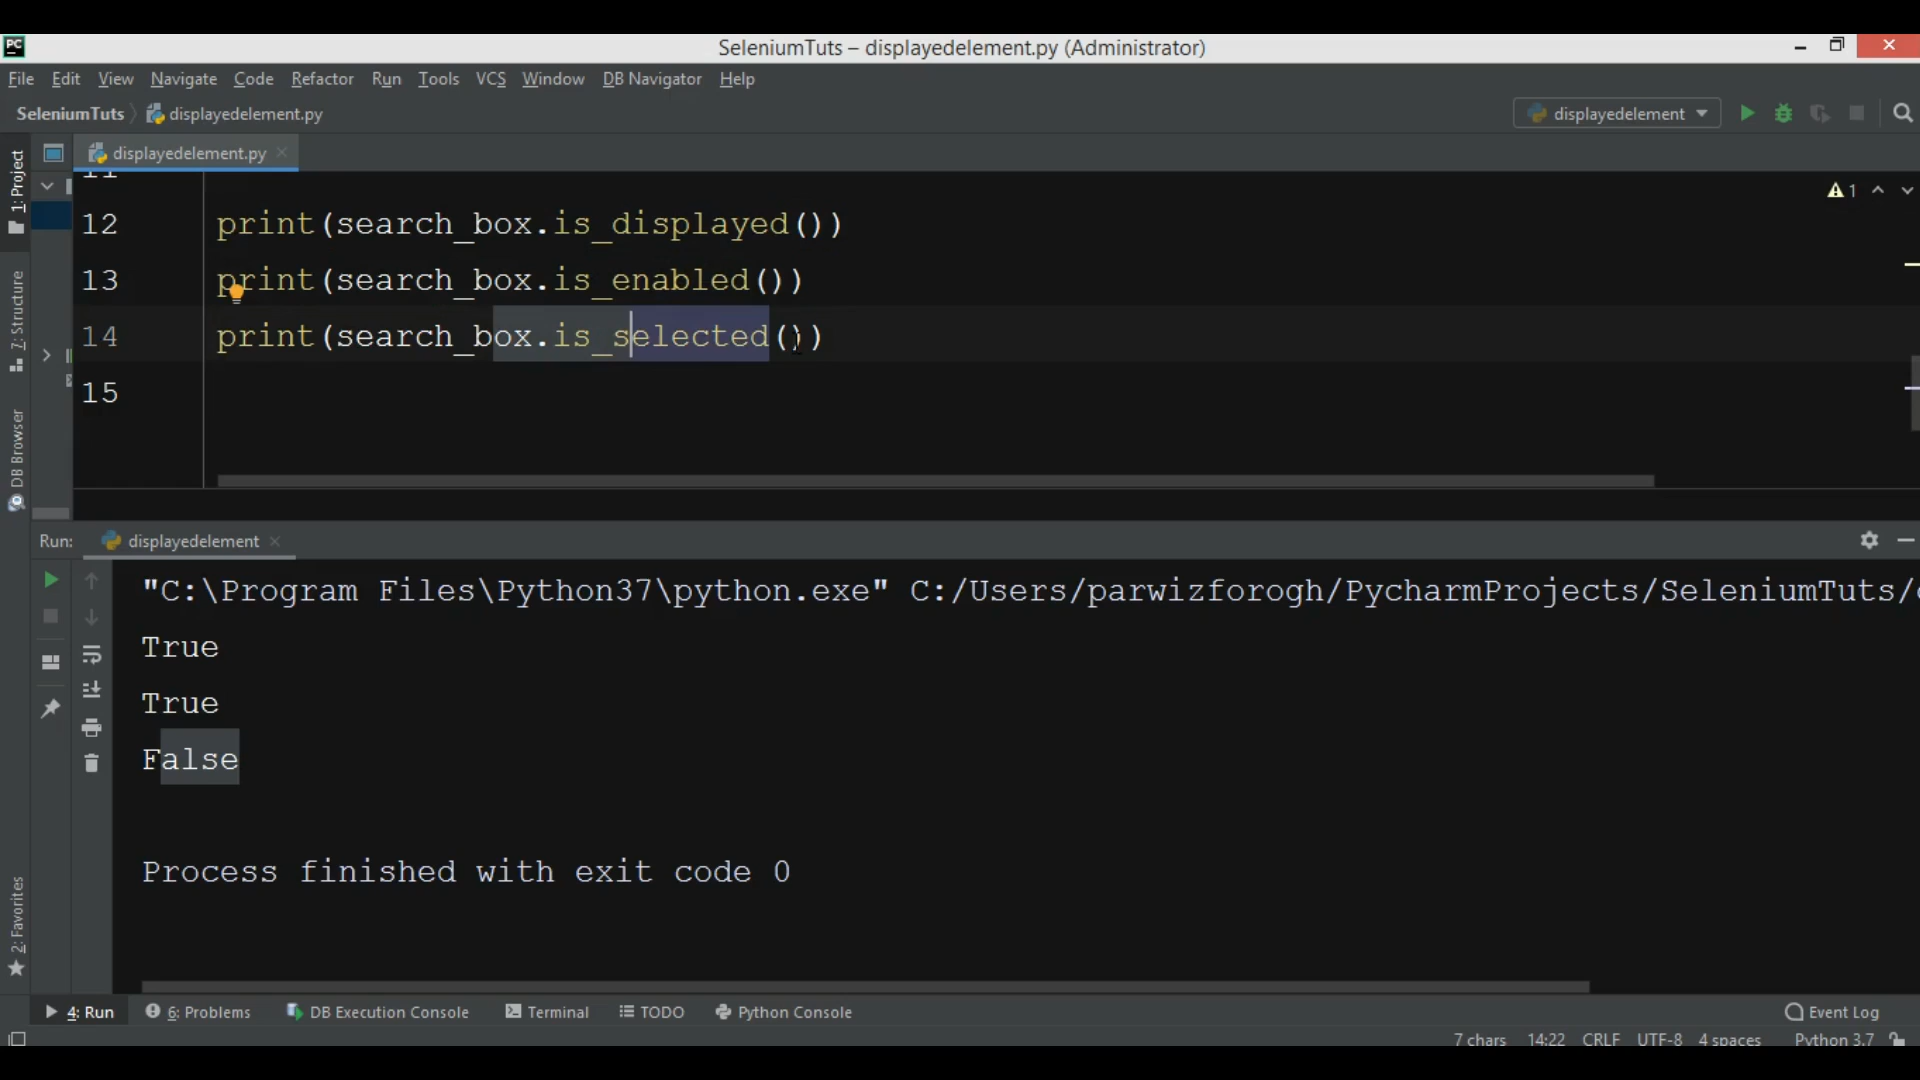 PC
SeleniumTuts – displayedelement.py (Administrator)
File Edit View Navigate Code Refactor Run Tools VCS Window DB Navigator Help
SeleniumTuts displayedelement.py
displayedelement
1: Project
displayedelement.py
1
12 print(search_box.is_displayed())
13 print(search_box.is_enabled())
14 print(search_box.is_selected())
15
7: Structure
DB Browser
Run: displayedelement
"C:\Program Files\Python37\python.exe" C:/Users/parwizforogh/PycharmProjects/SeleniumTuts/
True
True
False
Process finished with exit code 0
2: Favorites
4: Run 6: Problems DB Execution Console Terminal TODO Python Console Event Log
7 chars 14:22 CRLF UTF-8 4 spaces Python 3.7